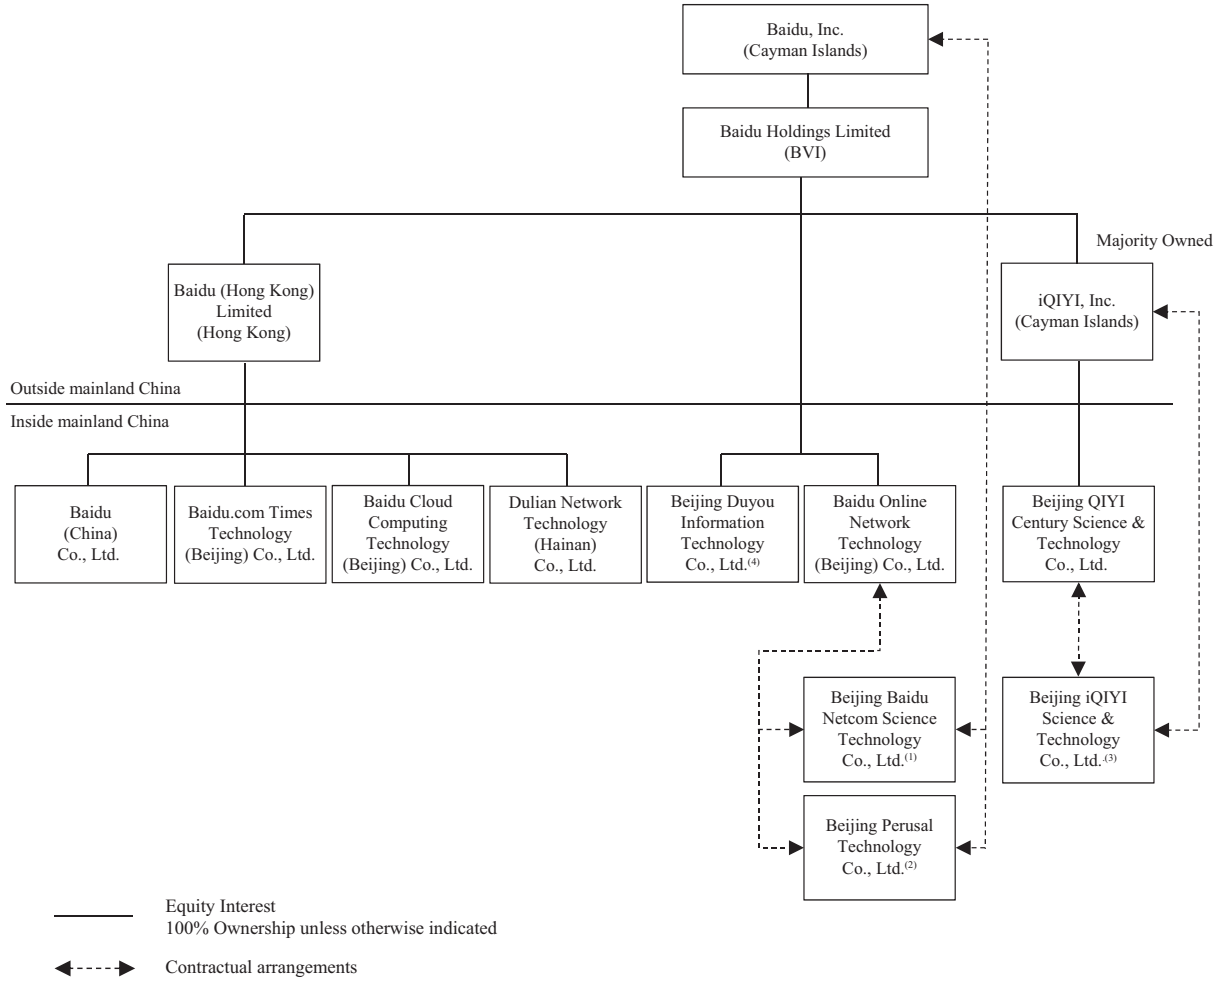 Baidu, Inc.
(Cayman Islands)
Baidu Holdings Limited
(BVI)
Majority Owned
Baidu (Hong Kong)
Limited
(Hong Kong)
iQIYI, Inc.
(Cayman Islands)
Outside mainland China
Inside mainland China
Baidu
(China)
Co., Ltd.
Baidu.com Times
Technology
(Beijing) Co., Ltd.
Baidu Cloud
Computing
Technology
(Beijing) Co., Ltd.
Dulian Network
Technology
(Hainan)
Co., Ltd.
Beijing Duyou
Information
Technology
Co., Ltd.(4)
Baidu Online
Network
Technology
(Beijing) Co., Ltd.
Beijing QIYI
Century Science &
Technology
Co., Ltd.
Beijing Baidu
Netcom Science
Technology
Co., Ltd.(1)
Beijing iQIYI
Science &
Technology
Co., Ltd.(3)
Beijing Perusal
Technology
Co., Ltd.(2)
Equity Interest
100% Ownership unless otherwise indicated
Contractual arrangements